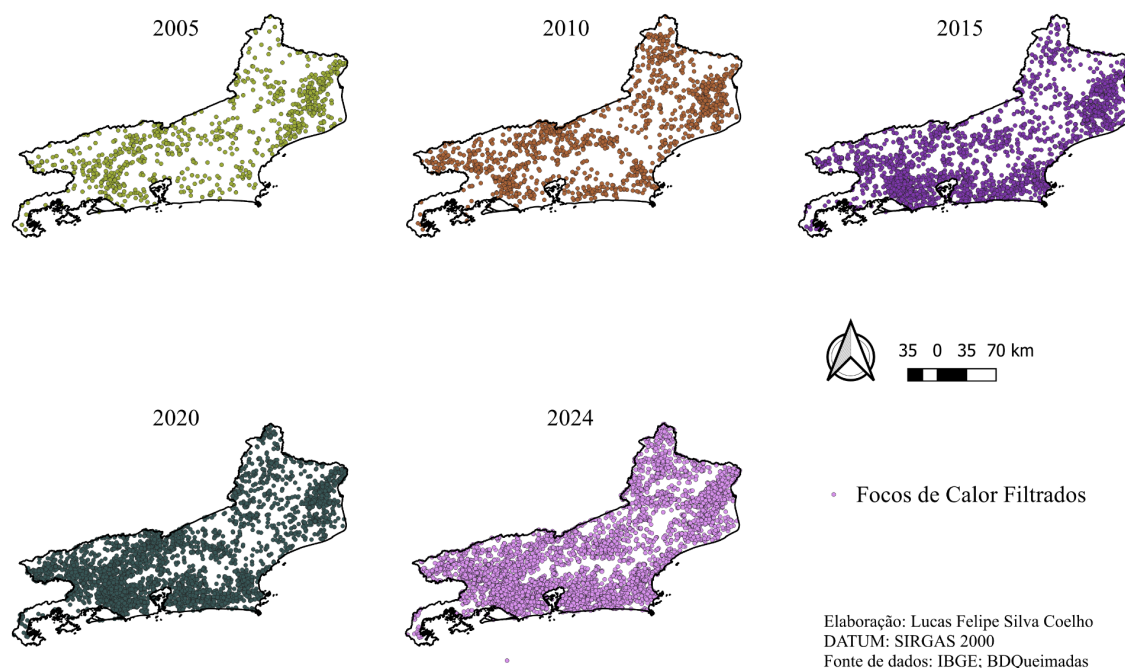 2005
2010
2015
35 0 35 70 km
2020
2024
Focos de Calor Filtrados
Elaboração: Lucas Felipe Silva Coelho
DATUM: SIRGAS 2000
Fonte de dados: IBGE; BDQueimadas